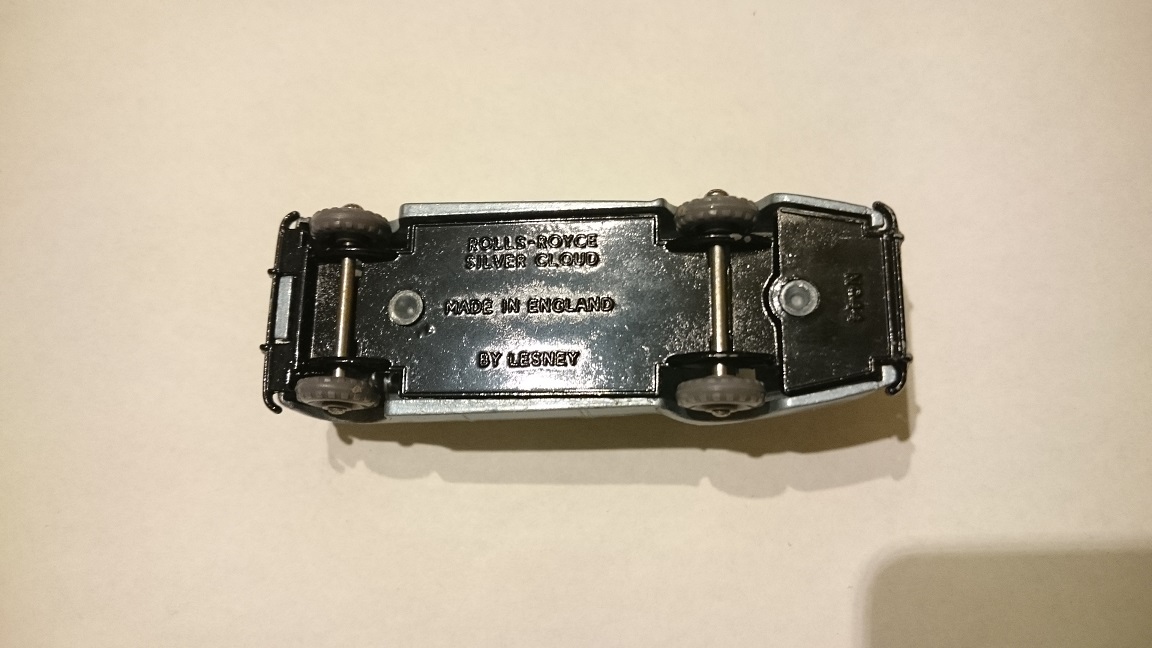 ROLLS-ROYCE
SILVER CLOUD
MADE IN ENGLAND
BY LESNEY